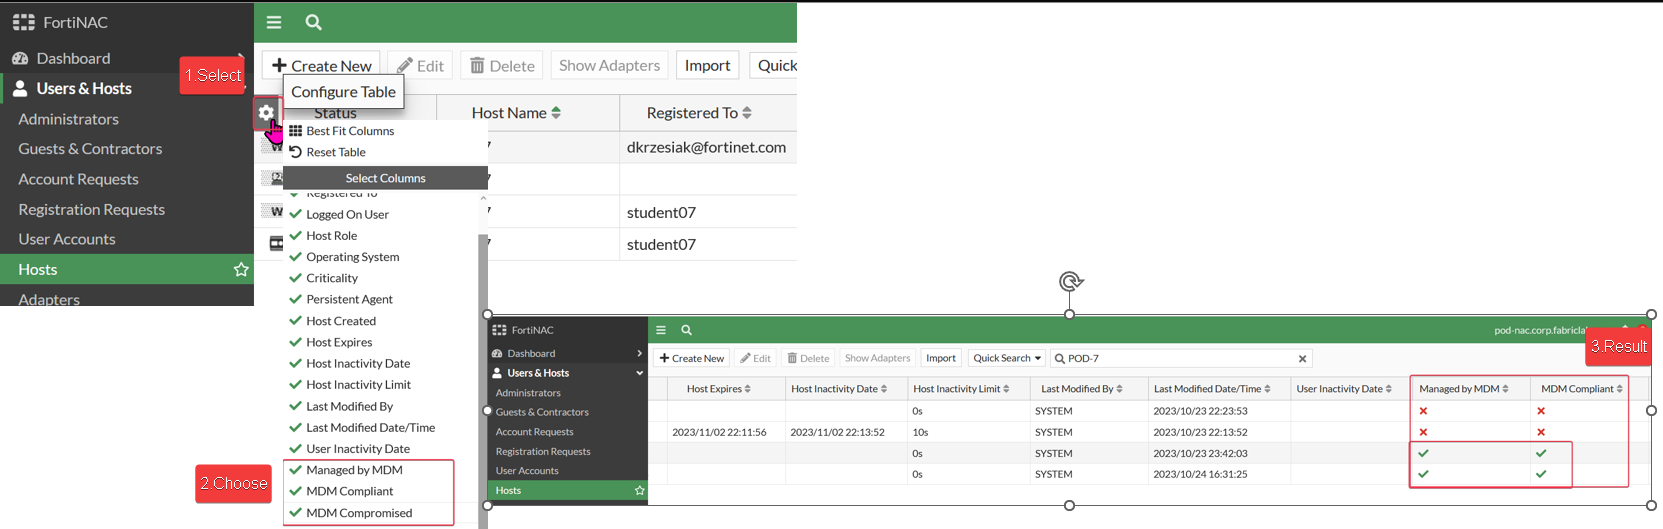 FortiNAC
Dashboard
Users & Hosts
Administrators
Guests & Contractors
Account Requests
Registration Requests
User Accounts
Hosts
Adapters
1.Select
Create New
Edit
Delete
Show Adapters
Import
Quick
Configure Table
Status
Host Name
Registered To
dkrzesiak@fortinet.com
student07
student07
Best Fit Columns
Reset Table
Select Columns
Registered To
Logged On User
Host Role
Operating System
Criticality
Persistent Agent
Host Created
Host Expires
Host Inactivity Date
Host Inactivity Limit
Last Modified By
Last Modified Date/Time
User Inactivity Date
Managed by MDM
MDM Compliant
MDM Compromised
2.Choose
FortiNAC
Dashboard
Users & Hosts
Administrators
Guests & Contractors
Account Requests
Registration Requests
User Accounts
Hosts
pod-nac.corp.fabricla
3.Result
Create New
Edit
Delete
Show Adapters
Import
Quick Search
POD-7
Host Expires Host Inactivity Date Host Inactivity Limit Last Modified By Last Modified Date/Time User Inactivity Date Managed by MDM MDM Compliant
0s SYSTEM 2023/10/23 22:23:53
2023/11/02 22:11:56 2023/11/02 22:13:52 10s SYSTEM 2023/10/23 22:13:52
0s SYSTEM 2023/10/23 23:42:03
0s SYSTEM 2023/10/24 16:31:25